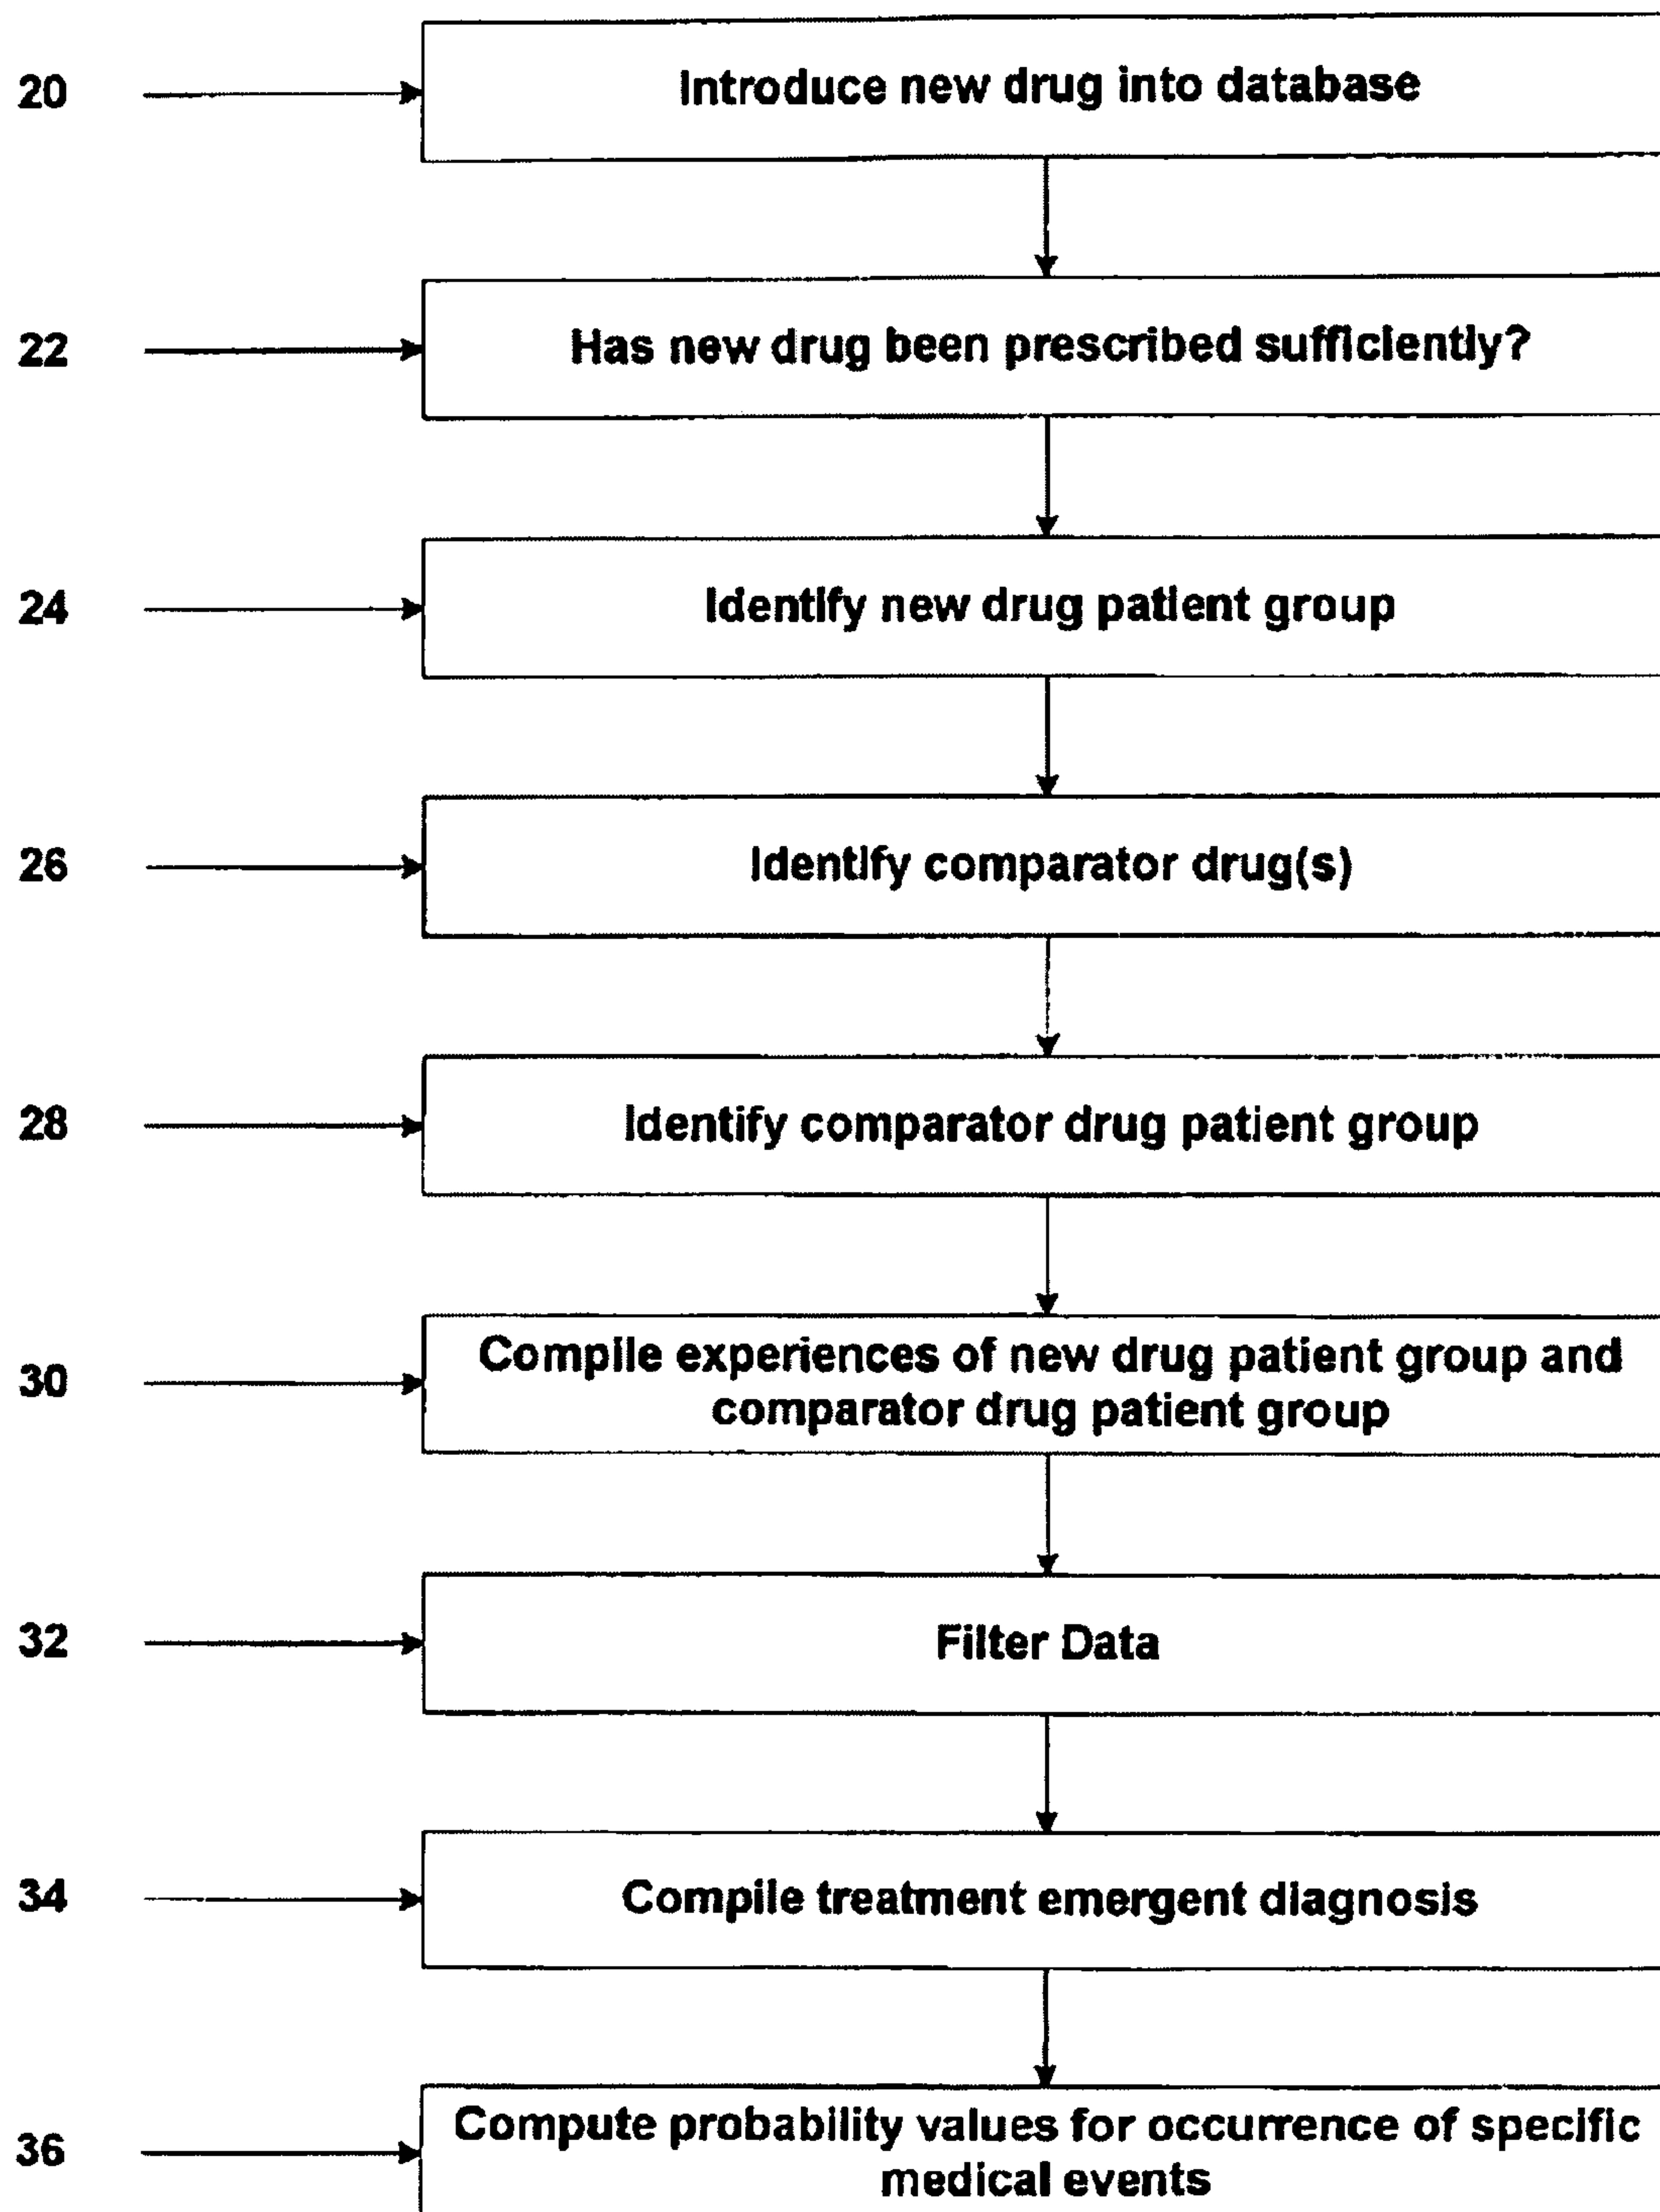 20
Introduce new drug into database
22
Has new drug been prescribed sufficiently?
24
Identify new drug patient group
26
Identify comparator drug(s)
28
Identify comparator drug patient group
30
Compile experiences of new drug patient group and
comparator drug patient group
32
Filter Data
34
Compile treatment emergent diagnosis
36
Compute probability values for occurrence of specific
medical events